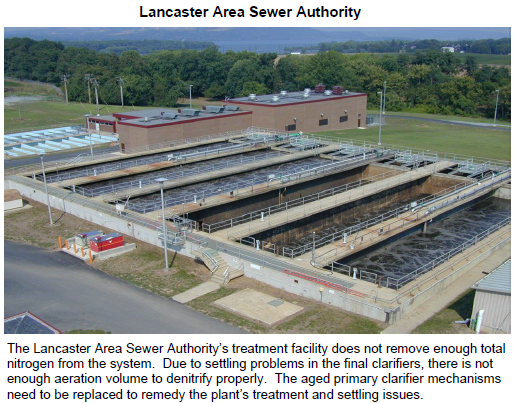 Lancaster Area Sewer Authority
The Lancaster Area Sewer Authority's treatment facility does not remove enough total
nitrogen from the system.  Due to settling problems in the final clarifiers, there is not
enough aeration volume to denitrify properly.  The aged primary clarifier mechanisms
need to be replaced to remedy the plant's treatment and settling issues.